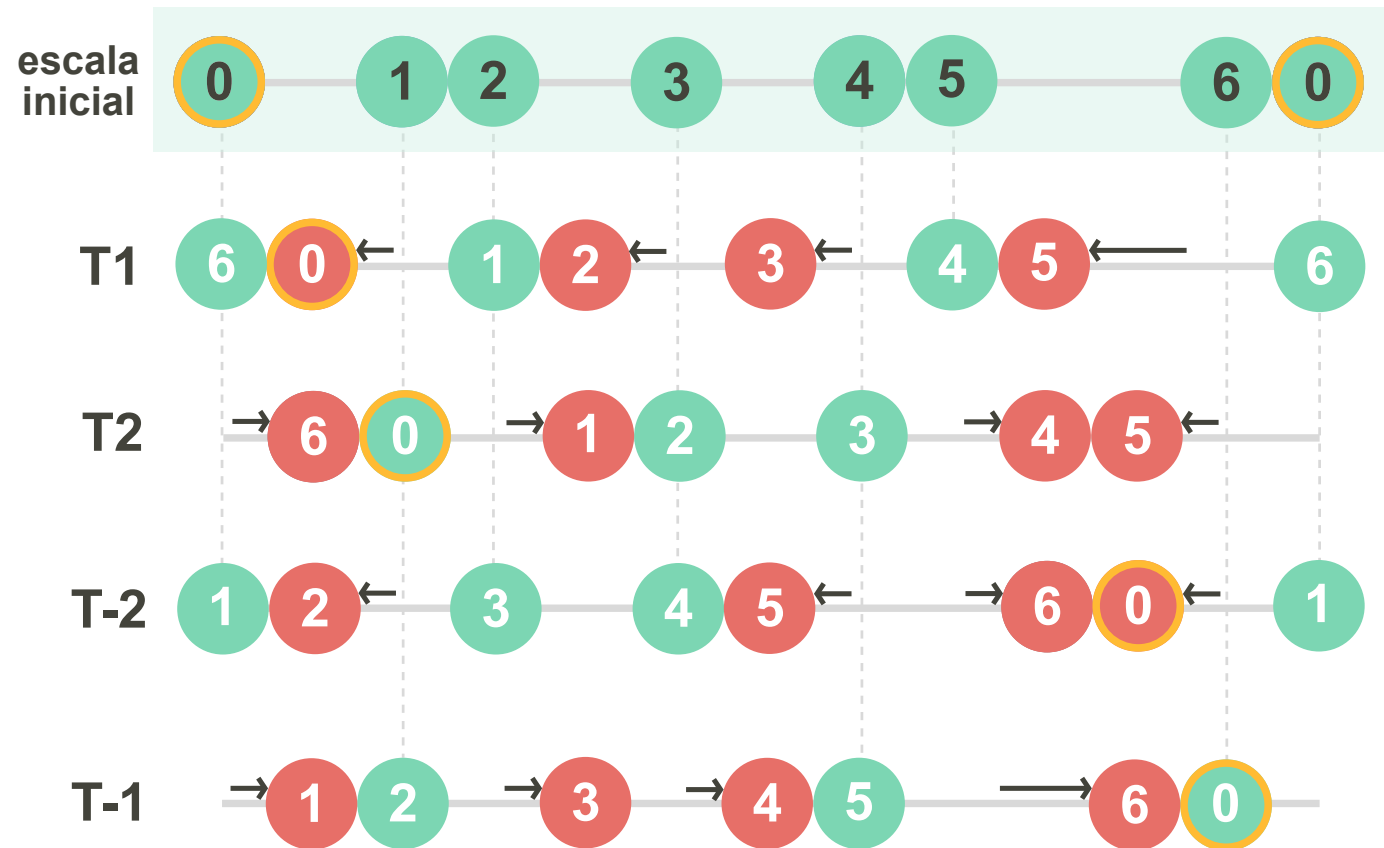 escala
inicial
0 1 2 3 4 5 6 0
T1
6 0 1 2 3 4 5 6
T2
6 0 1 2 3 4 5
T-2
1 2 3 4 5 6 0 1
T-1
1 2 3 4 5 6 0